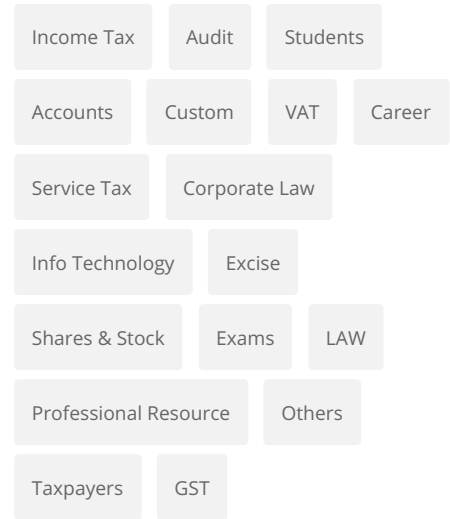 Income Tax Audit Students
Accounts Custom VAT Career
Service Tax Corporate Law
Info Technology Excise
Shares & Stock Exams LAW
Professional Resource Others
Taxpayers GST